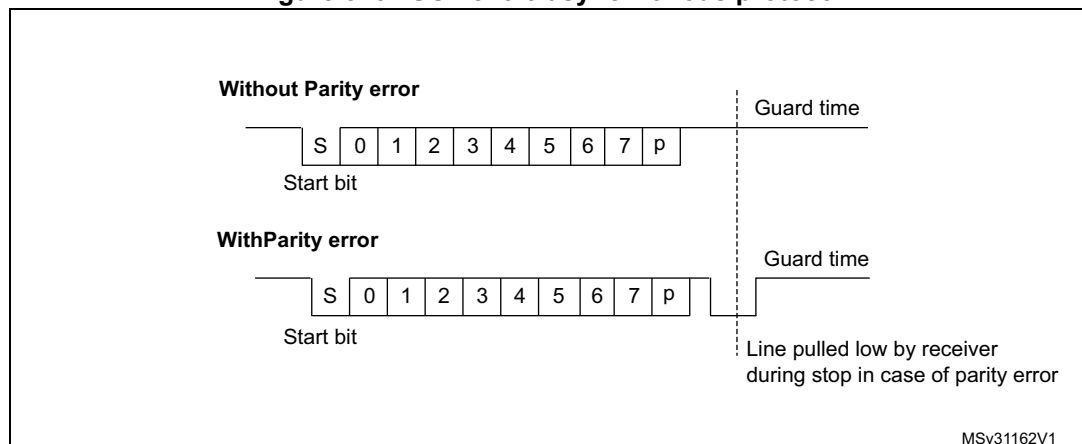 Without Parity error
Guard time
S 0 1 2 3 4 5 6 7 p
Start bit
WithParity error
Guard time
S 0 1 2 3 4 5 6 7 p
Start bit
Line pulled low by receiver
during stop in case of parity error
MSv31162V1